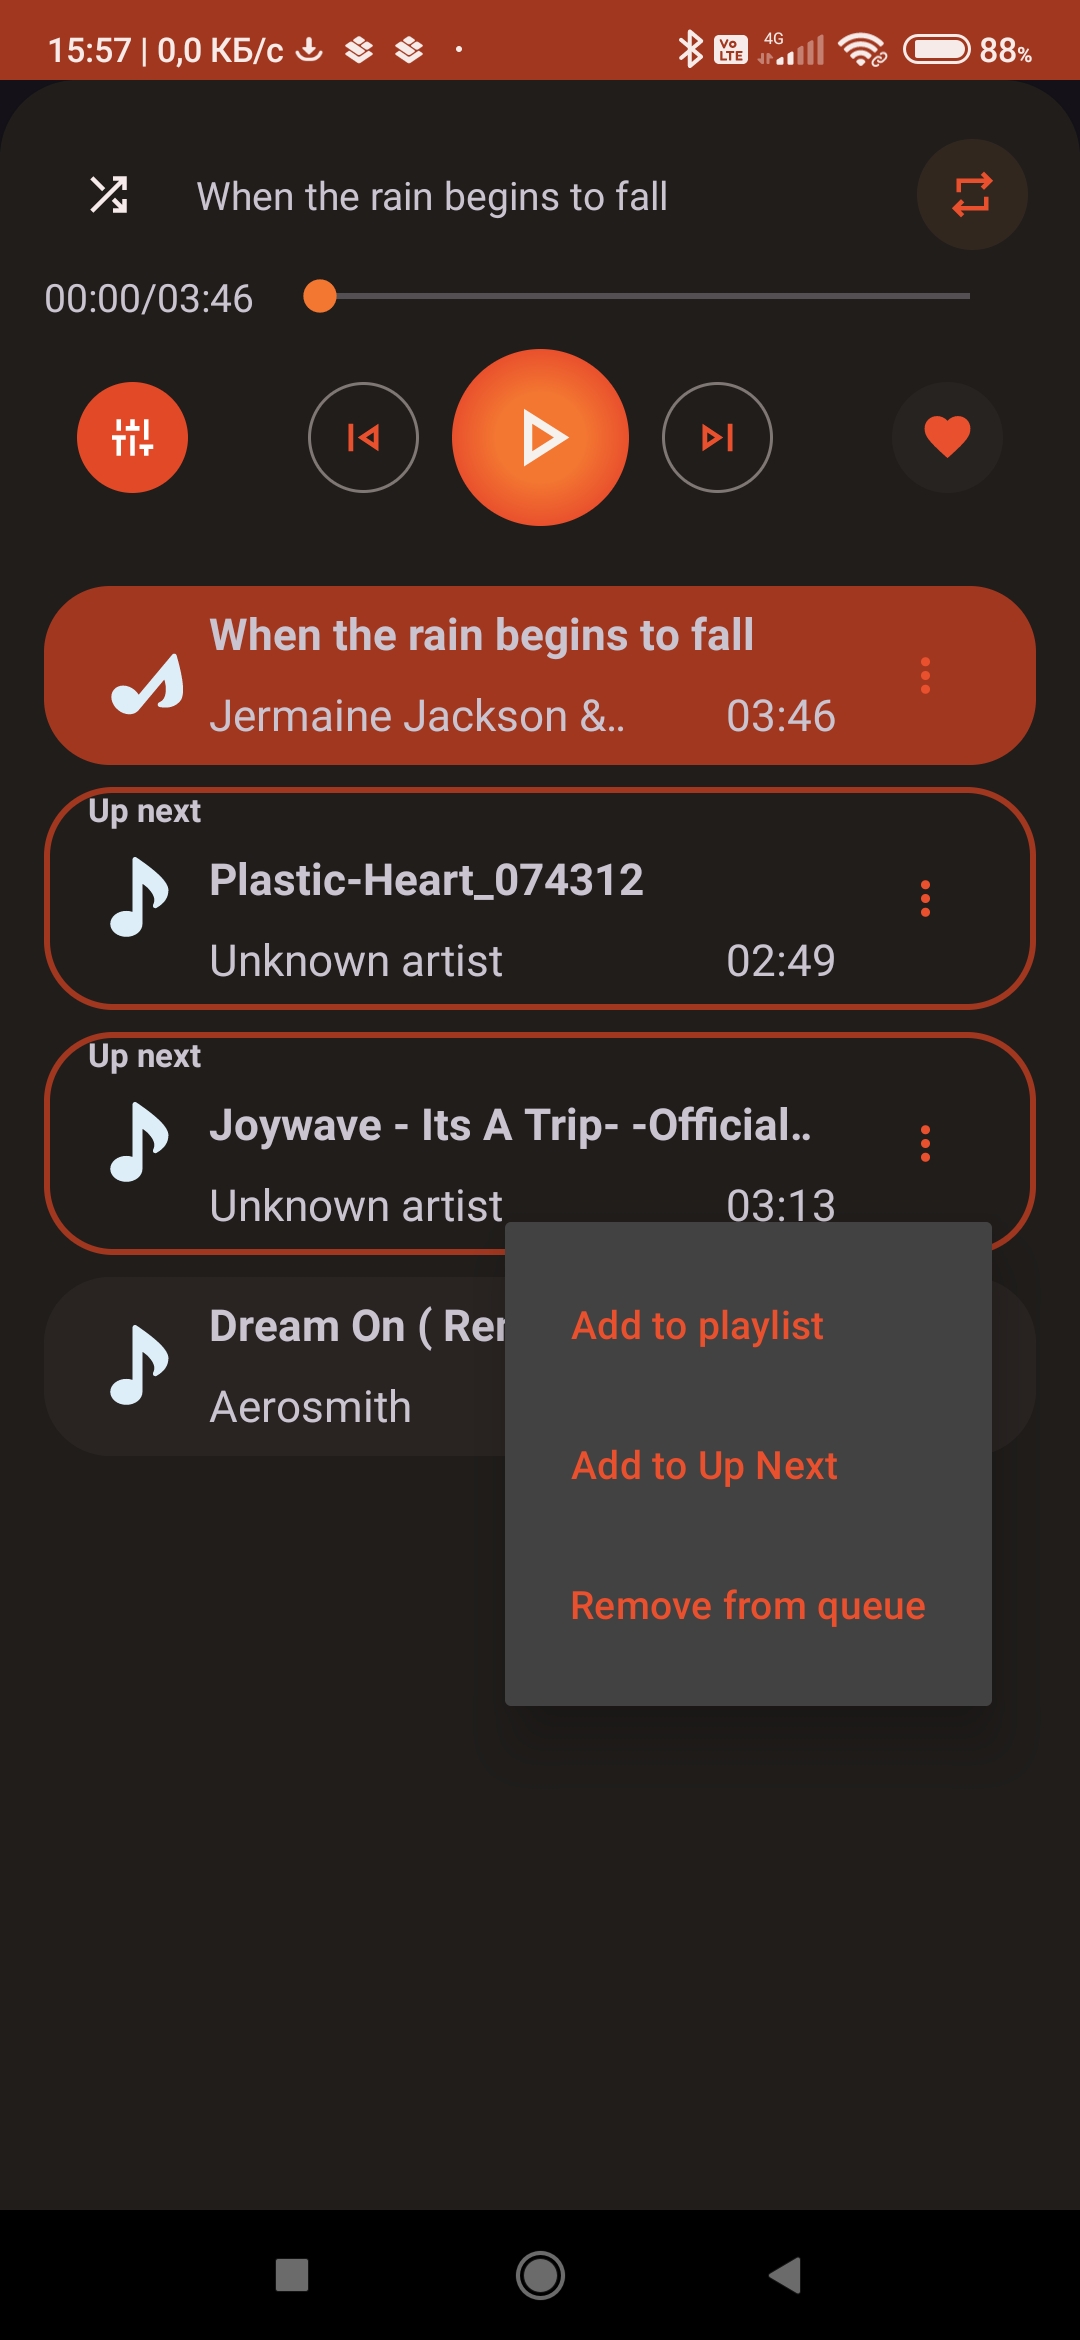 15:57 | 0,0 КБ/с
Vo LTE
4G
88%
When the rain begins to fall
00:00/03:46
When the rain begins to fall
Jermaine Jackson &..
03:46
Up next
Plastic-Heart_074312
Unknown artist
02:49
Up next
Joywave - Its A Trip- -Official..
Unknown artist
03:13
Dream On ( Rer
Aerosmith
Add to playlist
Add to Up Next
Remove from queue